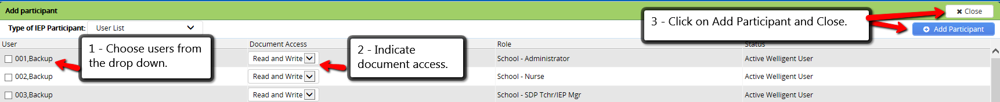 Add participant
✖ Close
Type of IEP Participant: User List
3 - Click on Add Participant and Close.
Add Participant
User Document Access Role Status
1 - Choose users from
the drop down.
2 - Indicate
document access.
001,Backup Read and Write School - Administrator Active Welligent User
002,Backup Read and Write School - Nurse Active Welligent User
003,Backup Read and Write School - SDP Tchr/IEP Mgr Active Welligent User